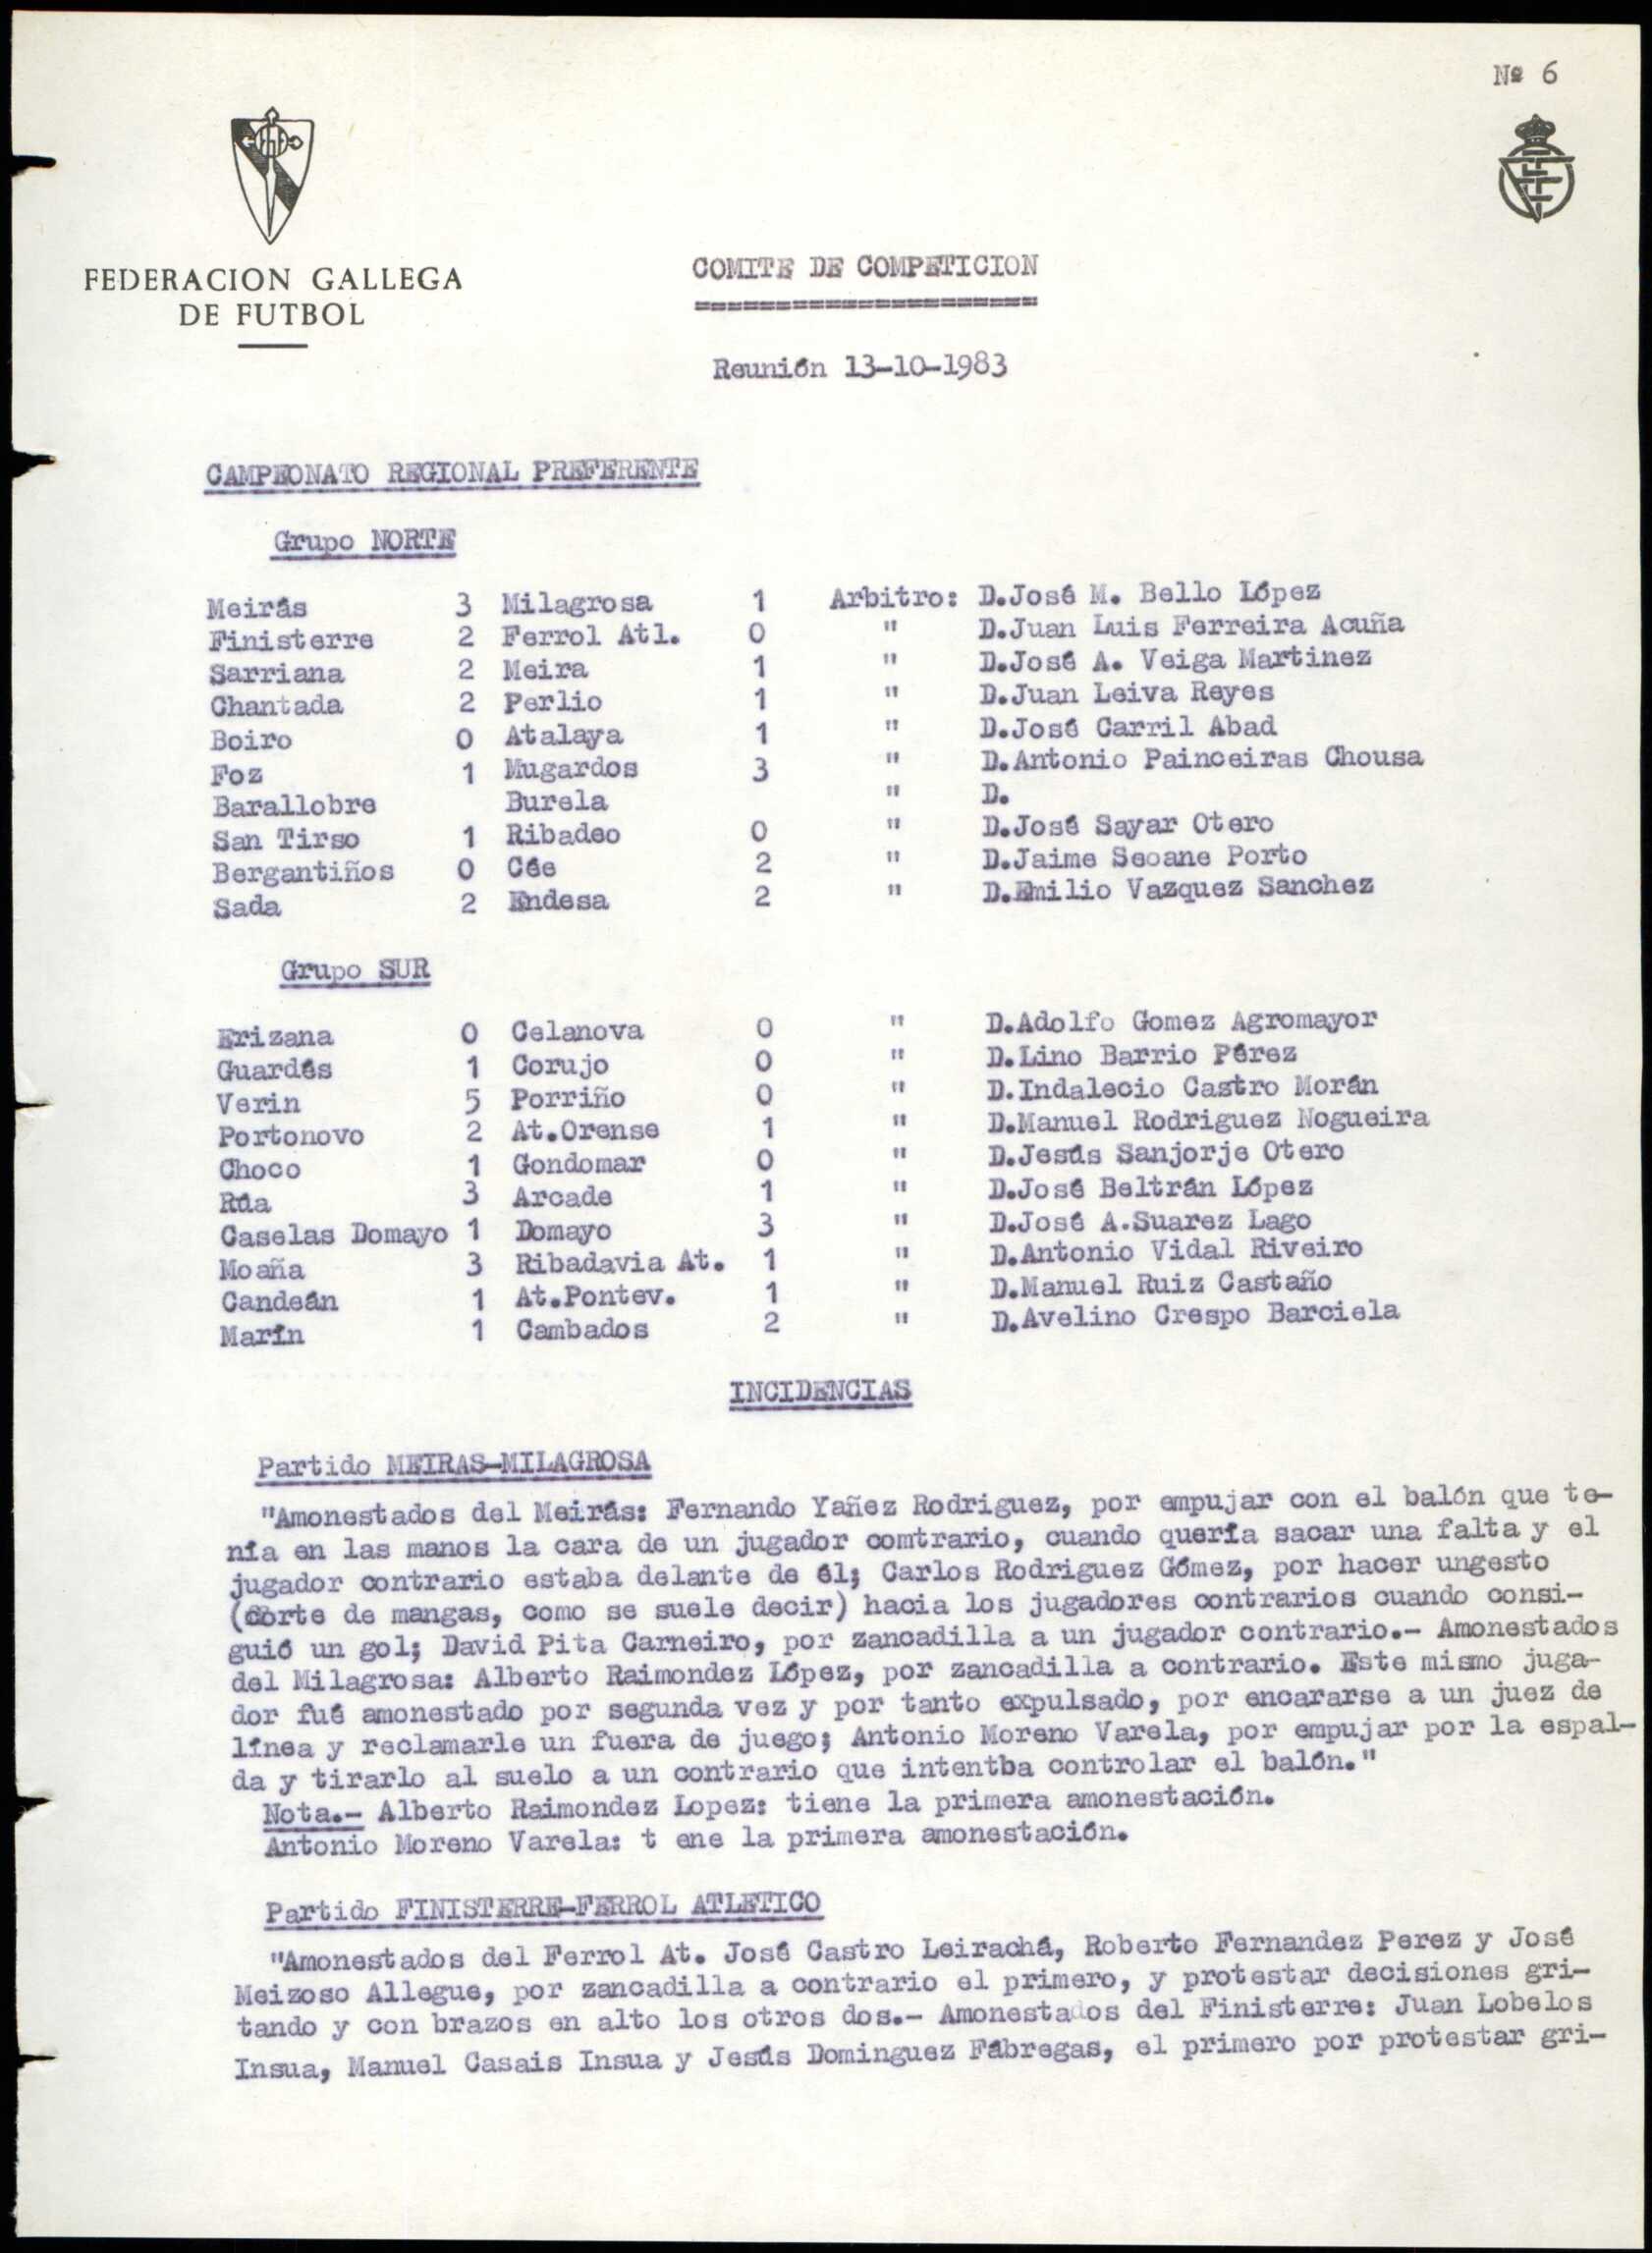 Nº 6
FEDERACION GALLEGA
DE FUTBOL
COMITE DE COMPETICION
=====================
Reunión 13-10-1983
CAMPEONATO REGIONAL PREFERENTE
Grupo NORTE
Meirás 3 Milagrosa 1 Arbitro: D.José M. Bello López
Finisterre 2 Ferrol Atl. 0 " D.Juan Luis Ferreira Acuña
Sarriana 2 Meira 1 " D.José A. Veiga Martinez
Chantada 2 Perlio 1 " D.Juan Leiva Reyes
Boiro 0 Atalaya 1 " D.José Carril Abad
Foz 1 Mugardos 3 " D.Antonio Painceiras Chousa
Barallobre Burela " D.
San Tirso 1 Ribadeo 0 " D.José Sayar Otero
Bergantiños 0 Cée 2 " D.Jaime Seoane Porto
Sada 2 Endesa 2 " D.Emilio Vazquez Sanchez
Grupo SUR
Erizana 0 Celanova 0 " D.Adolfo Gomez Agromayor
Guardés 1 Corujo 0 " D.Lino Barrio Pérez
Verin 5 Porriño 0 " D.Indalecio Castro Morán
Portonovo 2 At.Orense 1 " D.Manuel Rodriguez Nogueira
Choco 1 Gondomar 0 " D.Jesús Sanjorje Otero
Rúa 3 Arcade 1 " D.José Beltrán López
Caselas Domayo 1 Domayo 3 " D.José A.Suarez Lago
Moaña 3 Ribadavia At. 1 " D.Antonio Vidal Riveiro
Candeán 1 At.Pontev. 1 " D.Manuel Ruiz Castaño
Marín 1 Cambados 2 " D.Avelino Crespo Barciela
INCIDENCIAS
Partido MEIRAS-MILAGROSA
"Amonestados del Meirás: Fernando Yañez Rodriguez, por empujar con el balón que te-
nía en las manos la cara de un jugador comtrario, cuando quería sacar una falta y el
jugador contrario estaba delante de él; Carlos Rodriguez Gómez, por hacer ungesto
(corte de mangas, como se suele decir) hacia los jugadores contrarios cuando consi-
guió un gol; David Pita Carneiro, por zancadilla a un jugador contrario.- Amonestados
del Milagrosa: Alberto Raimondez López, por zancadilla a contrario. Este mismo juga-
dor fué amonestado por segunda vez y por tanto expulsado, por encararse a un juez de
línea y reclamarle un fuera de juego; Antonio Moreno Varela, por empujar por la espal-
da y tirarlo al suelo a un contrario que intentba controlar el balón."
Nota.- Alberto Raimondez Lopez: tiene la primera amonestación.
Antonio Moreno Varela: t ene la primera amonestación.
Partido FINISTERRE-FERROL ATLETICO
"Amonestados del Ferrol At. José Castro Leirachá, Roberto Fernandez Perez y José
Meizoso Allegue, por zancadilla a contrario el primero, y protestar decisiones gri-
tando y con brazos en alto los otros dos.- Amonestados del Finisterre: Juan Lobelos
Insua, Manuel Casais Insua y Jesús Dominguez Fábregas, el primero por protestar gri-